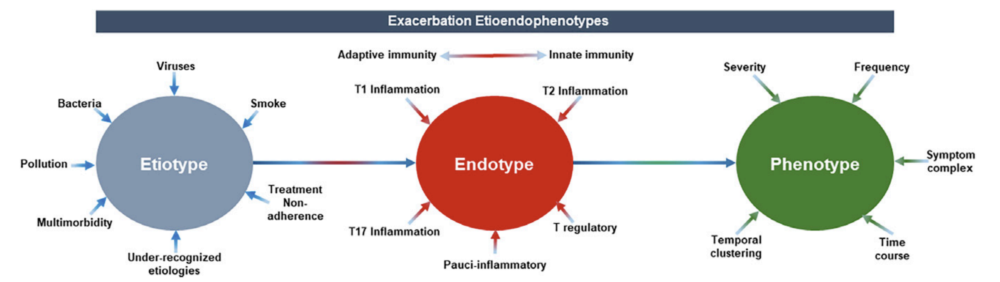 Exacerbation Etioendophenotypes
Adaptive immunity
Innate immunity
Viruses
Bacteria
Smoke
Pollution
Etiotype
Treatment
Non-
adherence
Multimorbidity
Under-recognized
etiologies
T1 Inflammation
T2 Inflammation
Endotype
T17 Inflammation
T regulatory
Pauci-inflammatory
Severity
Frequency
Phenotype
Symptom
complex
Temporal
clustering
Time
course